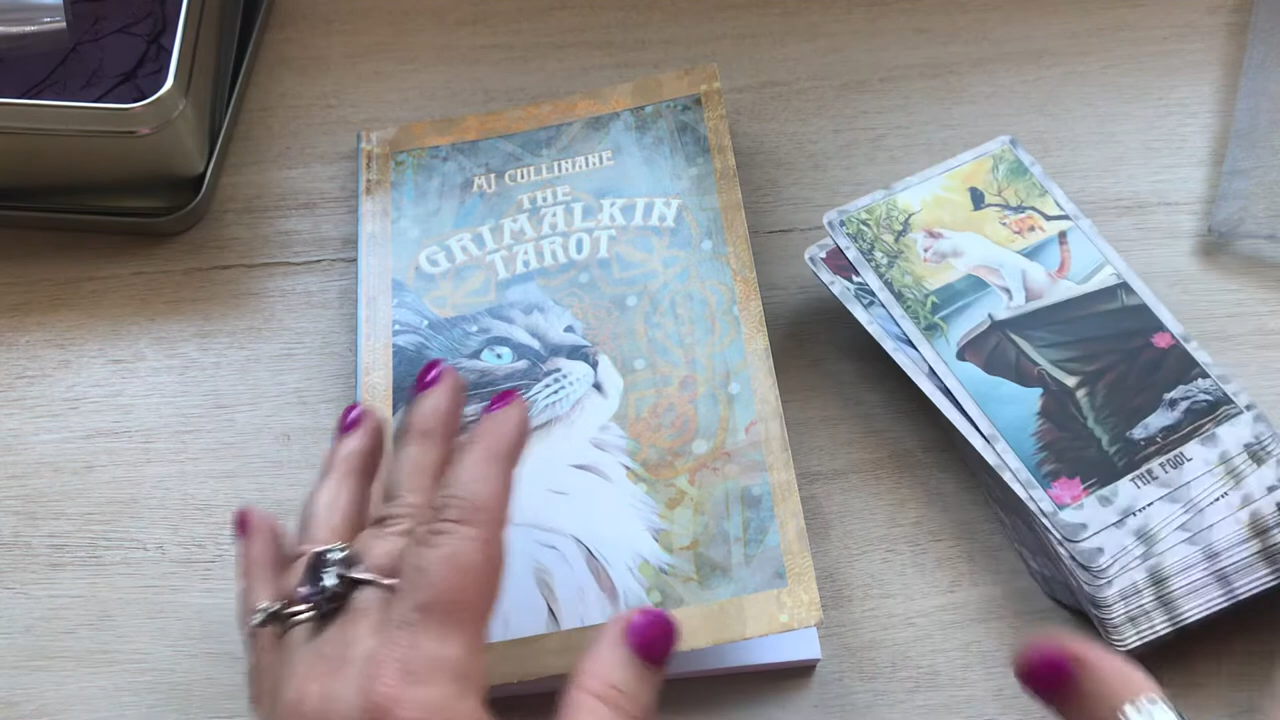 MJ CULLINANE
THE
GRIMALKIN
TAROT
THE FOOL